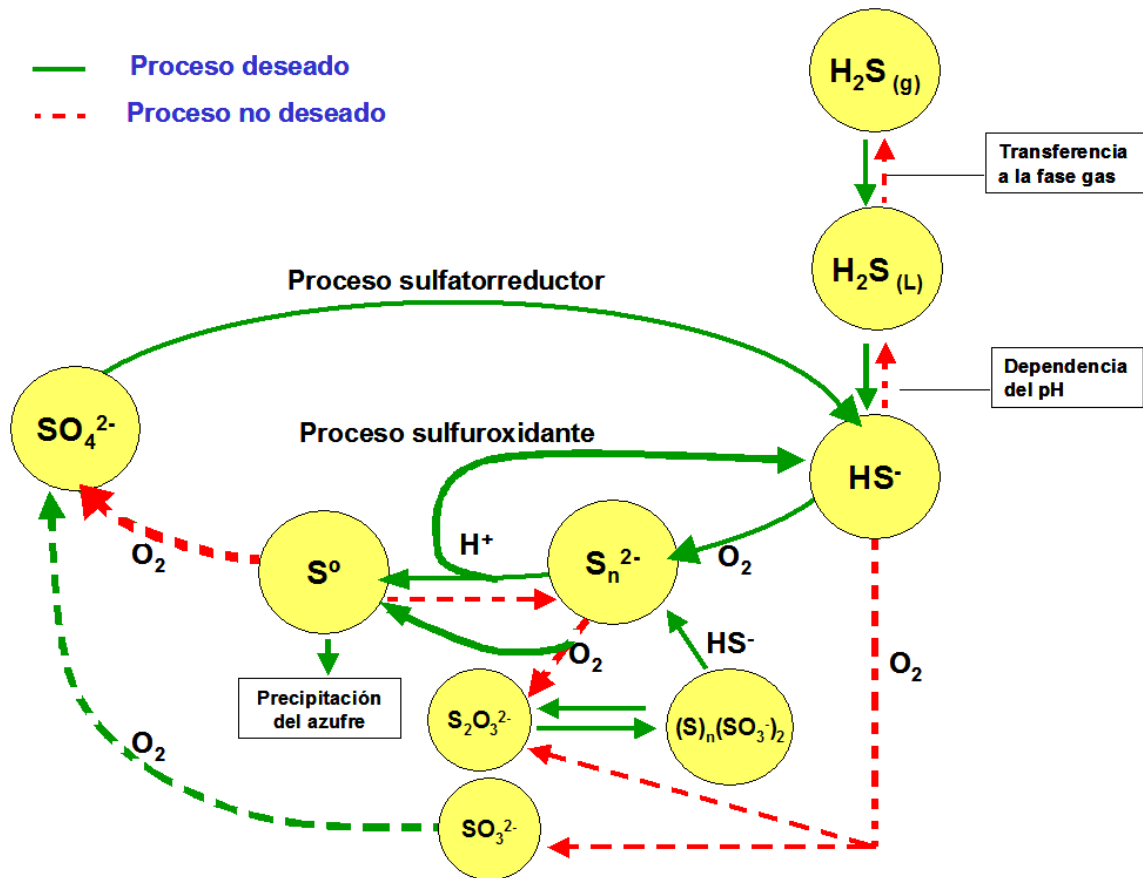 Proceso deseado
Proceso no deseado
H₂S (g)
Transferencia
a la fase gas
H₂S (L)
Proceso sulfatorreductor
Dependencia
del pH
SO₄²⁻
Proceso sulfuroxidante
HS⁻
O₂
Sº
H⁺
Sₙ²⁻
O₂
HS⁻
O₂
O₂
Precipitación
del azufre
S₂O₃²⁻
(S)ₙ(SO₃⁻)₂
O₂
SO₃²⁻